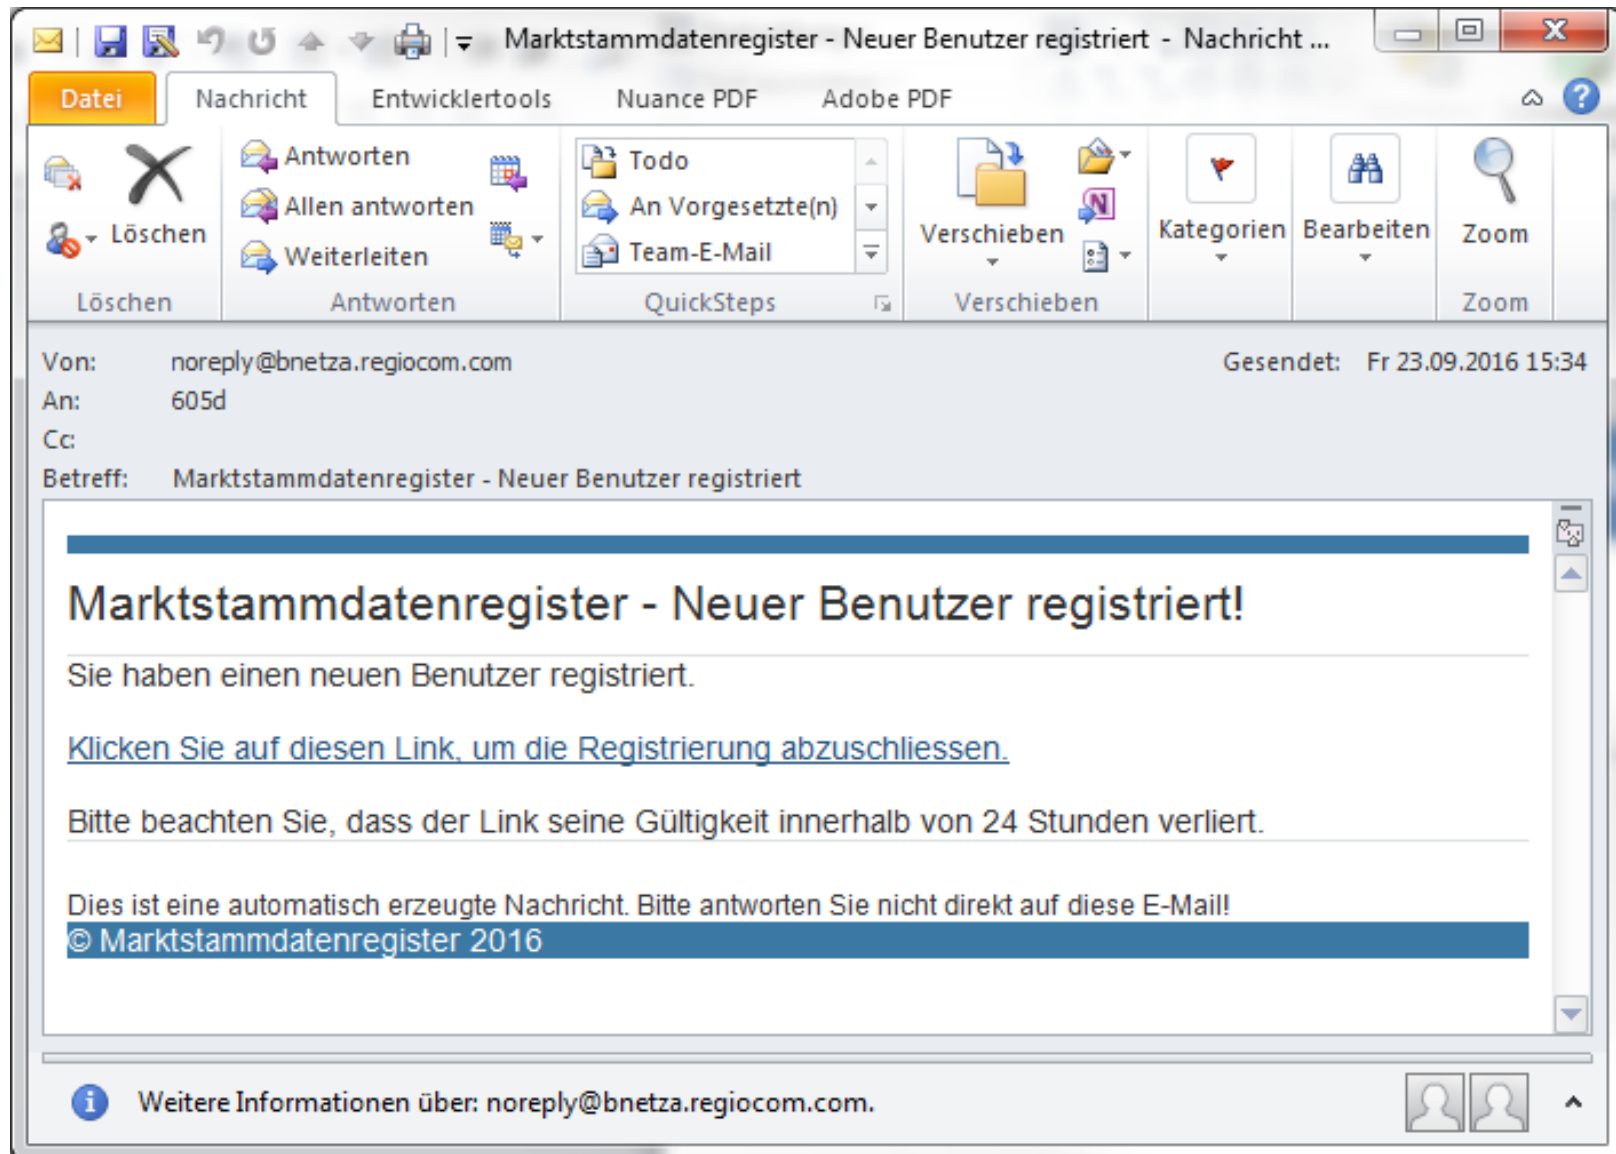 Marktstammdatenregister - Neuer Benutzer registriert - Nachricht ...
Datei Nachricht Entwicklertools Nuance PDF Adobe PDF
Löschen
Löschen
Antworten
Allen antworten
Weiterleiten
Antworten
Todo
An Vorgesetzte(n)
Team-E-Mail
QuickSteps
Verschieben
Verschieben
Kategorien
Bearbeiten
Zoom
Zoom
Von: noreply@bnetza.regiocom.com Gesendet: Fr 23.09.2016 15:34
An: 605d
Cc:
Betreff: Marktstammdatenregister - Neuer Benutzer registriert
Marktstammdatenregister - Neuer Benutzer registriert!
Sie haben einen neuen Benutzer registriert.
Klicken Sie auf diesen Link, um die Registrierung abzuschliessen.
Bitte beachten Sie, dass der Link seine Gültigkeit innerhalb von 24 Stunden verliert.
Dies ist eine automatisch erzeugte Nachricht. Bitte antworten Sie nicht direkt auf diese E-Mail!
© Marktstammdatenregister 2016
Weitere Informationen über: noreply@bnetza.regiocom.com.